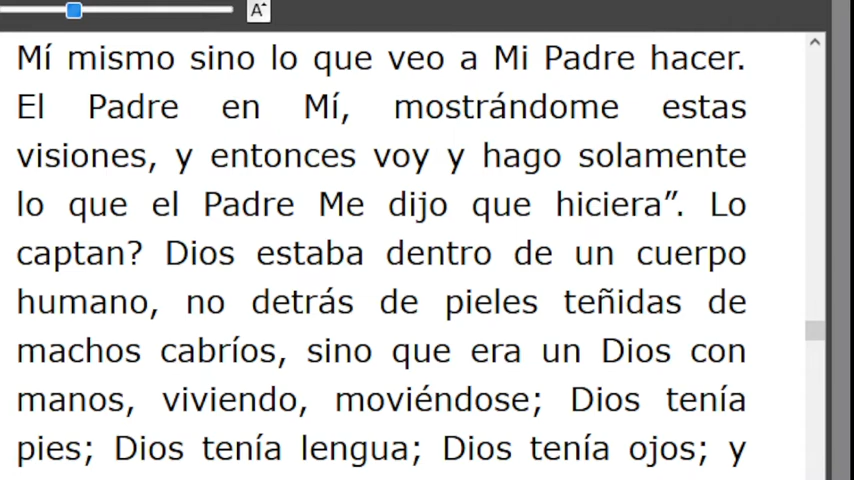 A
Mí mismo sino lo que veo a Mi Padre hacer.
El Padre en Mí, mostrándome estas
visiones, y entonces voy y hago solamente
lo que el Padre Me dijo que hiciera”. Lo
captan? Dios estaba dentro de un cuerpo
humano, no detrás de pieles teñidas de
machos cabríos, sino que era un Dios con
manos, viviendo, moviéndose; Dios tenía
pies; Dios tenía lengua; Dios tenía ojos; y